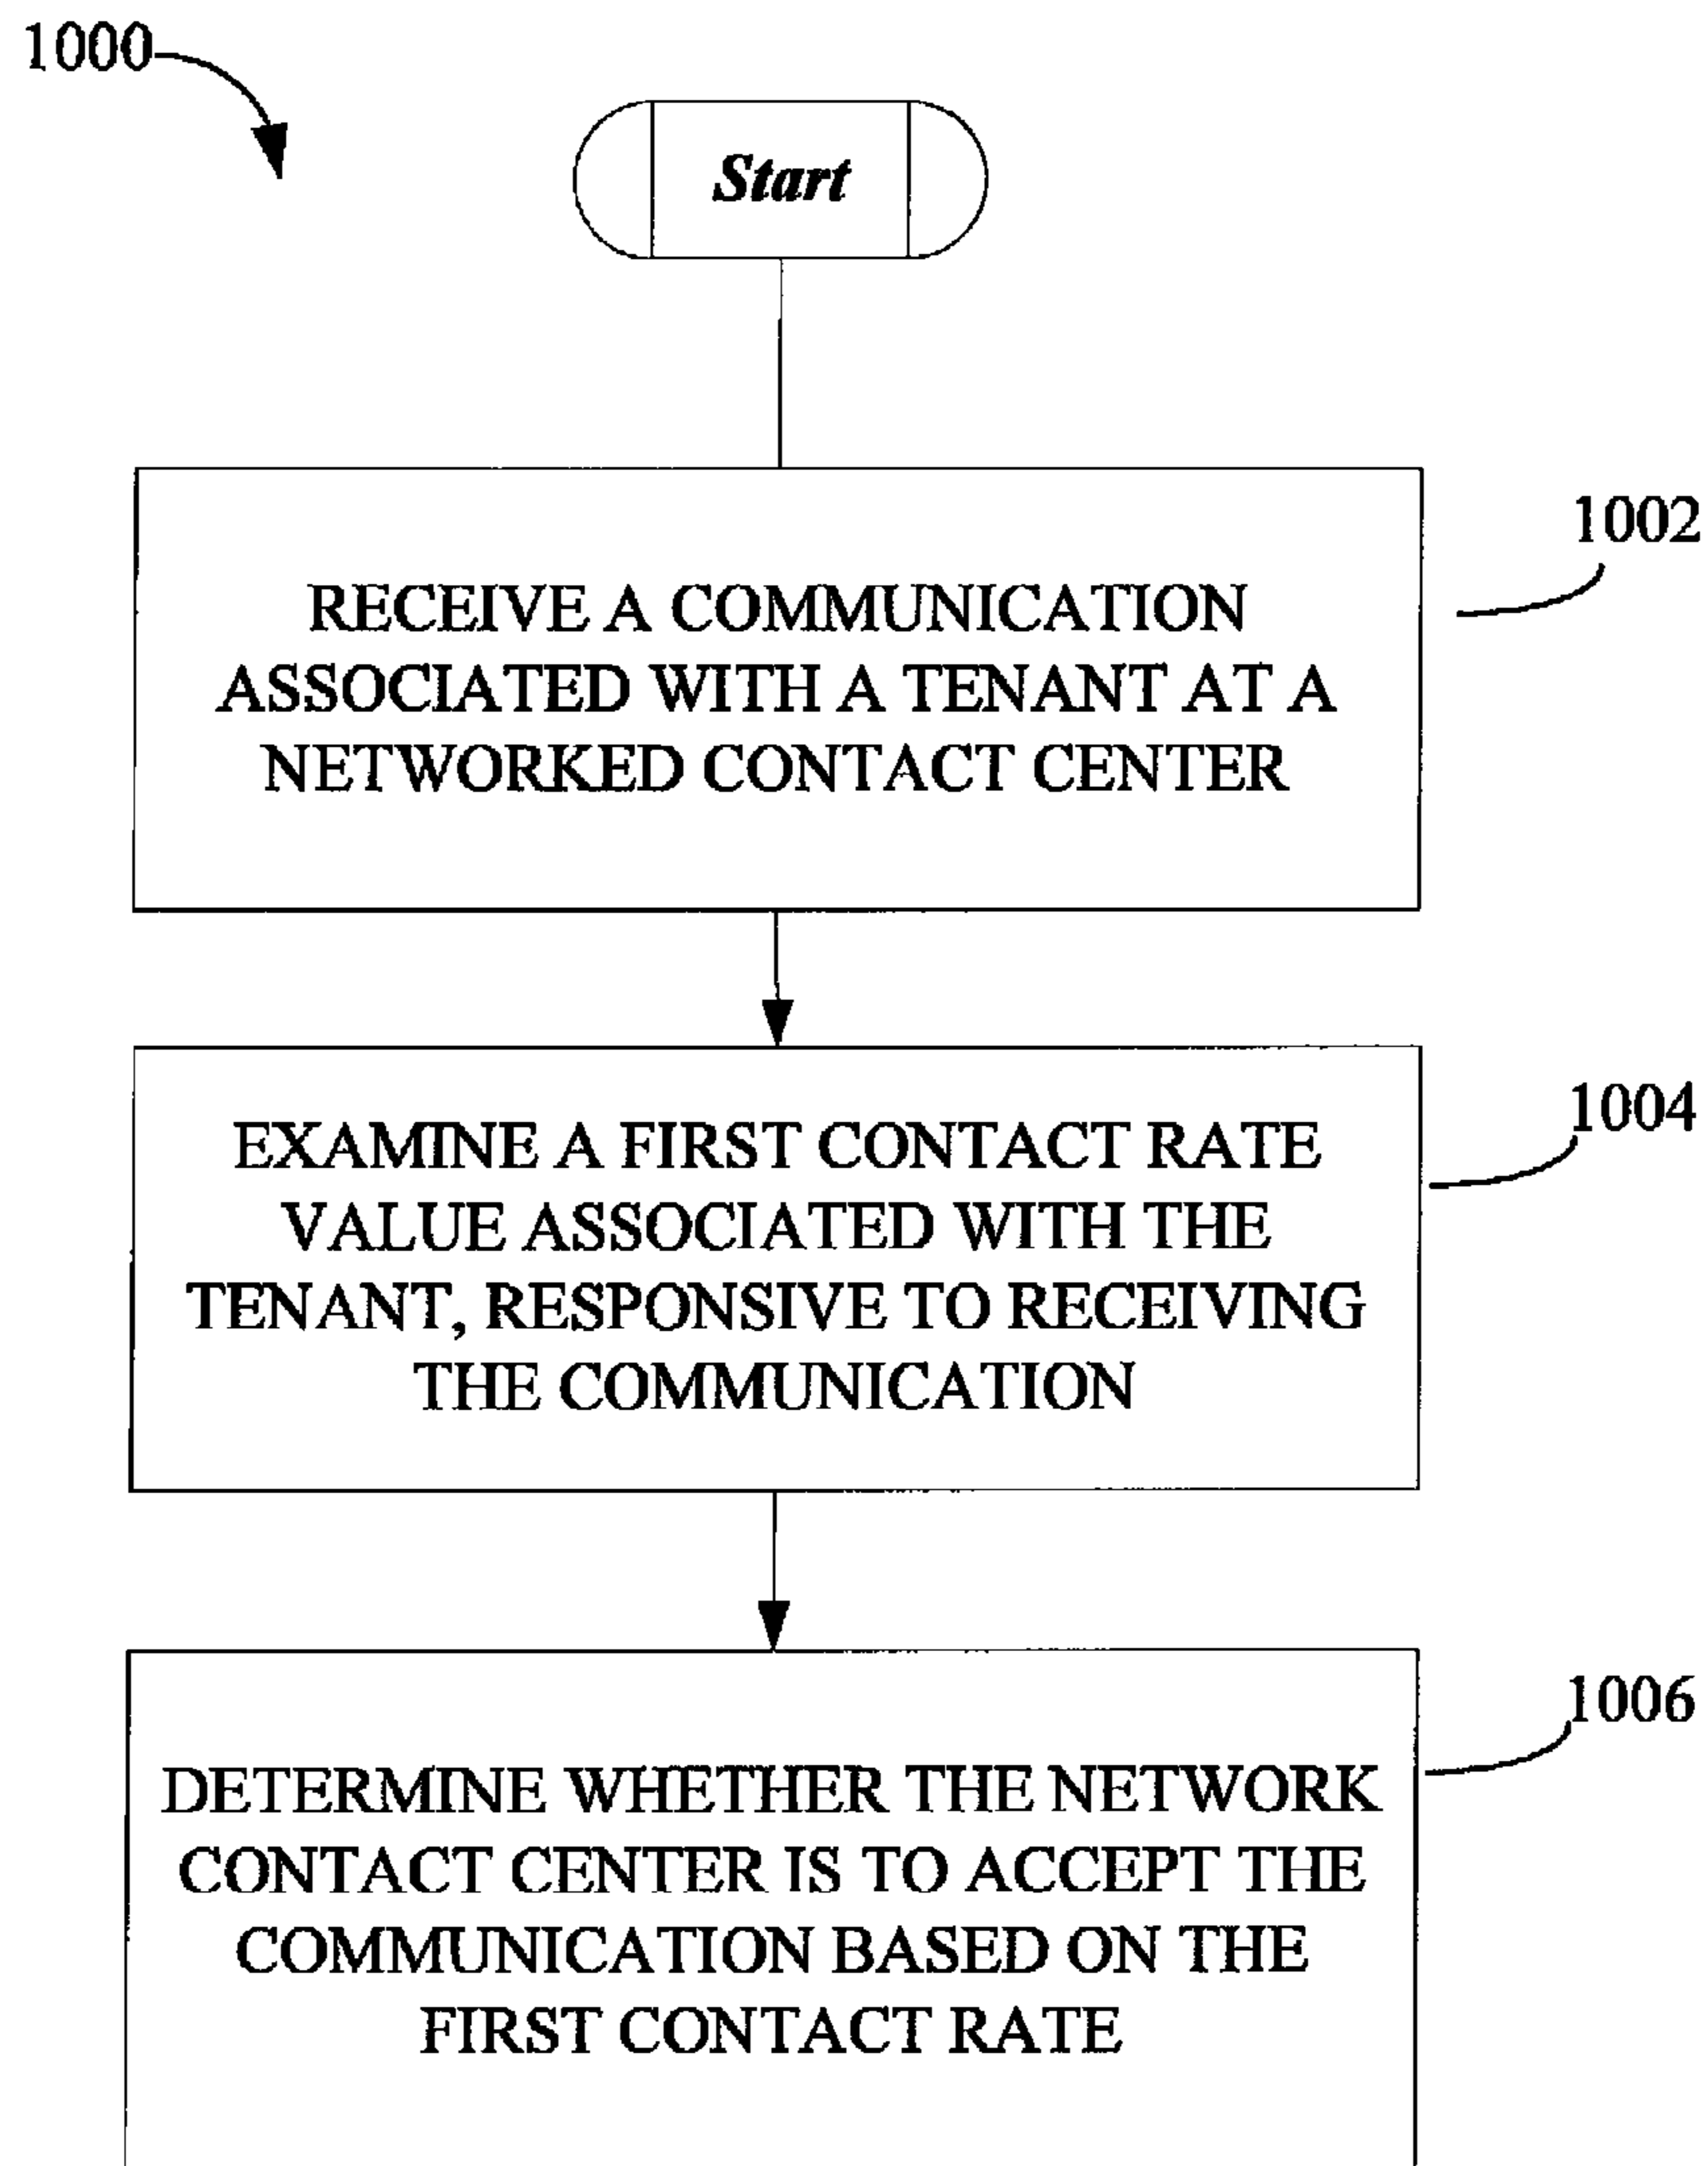 1000
Start
1002
RECEIVE A COMMUNICATION
ASSOCIATED WITH A TENANT AT A
NETWORKED CONTACT CENTER
1004
EXAMINE A FIRST CONTACT RATE
VALUE ASSOCIATED WITH THE
TENANT, RESPONSIVE TO RECEIVING
THE COMMUNICATION
1006
DETERMINE WHETHER THE NETWORK
CONTACT CENTER IS TO ACCEPT THE
COMMUNICATION BASED ON THE
FIRST CONTACT RATE